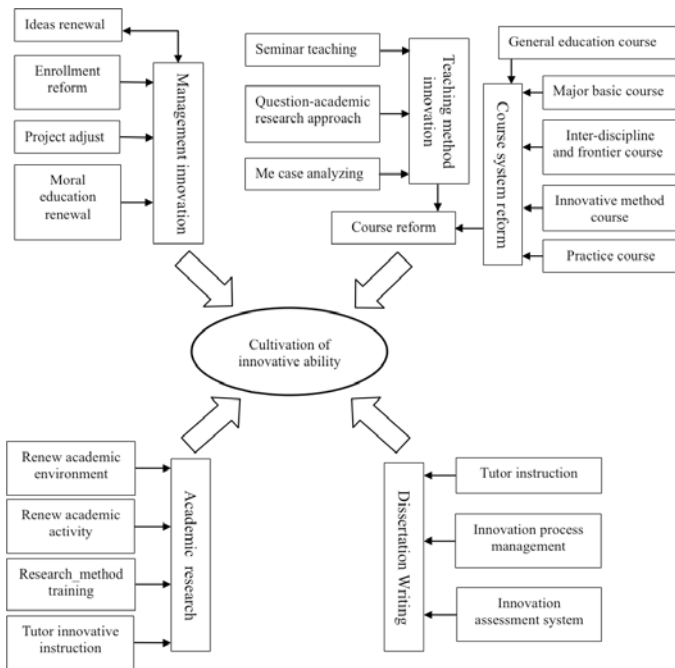 Ideas renewal
Enrollment
reform
Project adjust
Moral
education
renewal
Management innovation
Seminar teaching
Question-academic
research approach
Me case analyzing
Teaching method
innovation
Course reform
General education course
Major basic course
Inter-discipline
and frontier course
Innovative method
course
Practice course
Course system reform
Cultivation of
innovative ability
Renew academic
environment
Renew academic
activity
Research_method
training
Tutor innovative
instruction
Academic research
Dissertation Writing
Tutor instruction
Innovation process
management
Innovation
assessment system